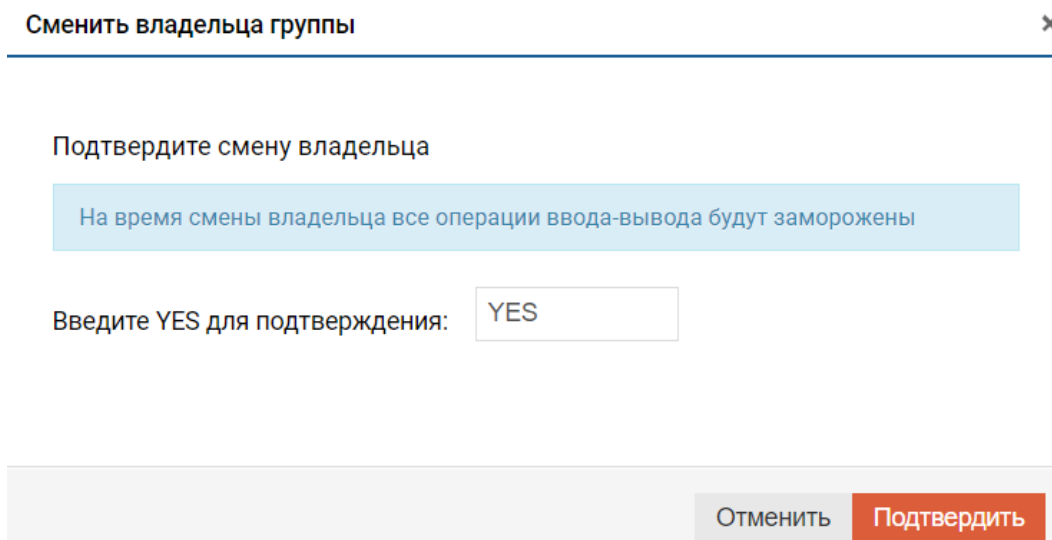 Сменить владельца группы
Подтвердите смену владельца
На время смены владельца все операции ввода-вывода будут заморожены
Введите YES для подтверждения: YES
Отменить Подтвердить